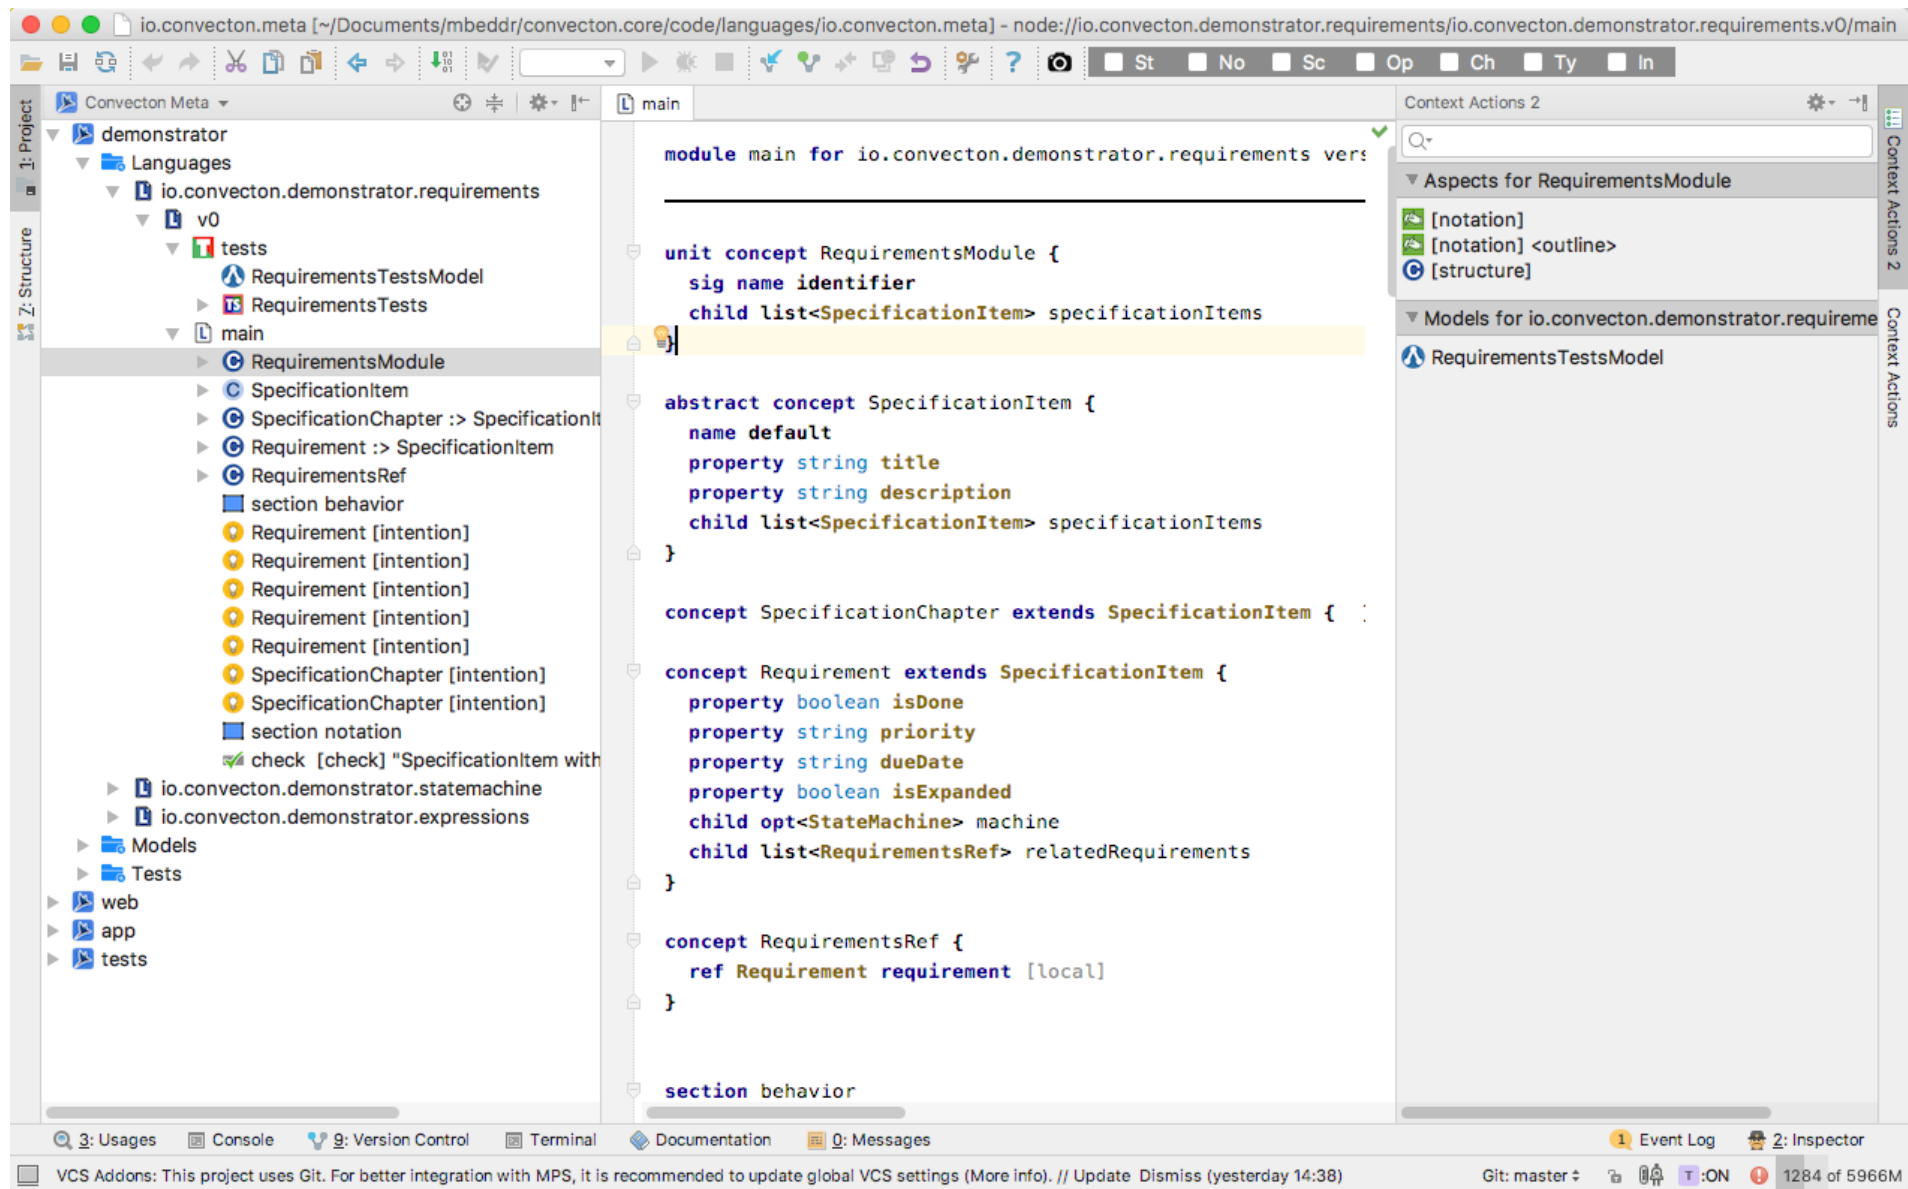 io.convecton.meta [~/Documents/mbeddr/convecton.core/code/languages/io.convecton.meta] - node://io.convecton.demonstrator.requirements/io.convecton.demonstrator.requirements.v0/main
St No Sc Op Ch Ty In
1: Project
Z: Structure
Convecton Meta
demonstrator
Languages
io.convecton.demonstrator.requirements
v0
tests
RequirementsTestsModel
RequirementsTests
main
RequirementsModule
SpecificationItem
SpecificationChapter :> SpecificationIt
Requirement :> SpecificationItem
RequirementsRef
section behavior
Requirement [intention]
Requirement [intention]
Requirement [intention]
Requirement [intention]
Requirement [intention]
SpecificationChapter [intention]
SpecificationChapter [intention]
section notation
check [check] "SpecificationItem with
io.convecton.demonstrator.statemachine
io.convecton.demonstrator.expressions
Models
Tests
web
app
tests
main
module main for io.convecton.demonstrator.requirements vers
unit concept RequirementsModule {
sig name identifier
child list<SpecificationItem> specificationItems
}
abstract concept SpecificationItem {
name default
property string title
property string description
child list<SpecificationItem> specificationItems
}
concept SpecificationChapter extends SpecificationItem {
concept Requirement extends SpecificationItem {
property boolean isDone
property string priority
property string dueDate
property boolean isExpanded
child opt<StateMachine> machine
child list<RequirementsRef> relatedRequirements
}
concept RequirementsRef {
ref Requirement requirement [local]
}
section behavior
Context Actions 2
Aspects for RequirementsModule
[notation]
[notation] <outline>
[structure]
Models for io.convecton.demonstrator.requireme
RequirementsTestsModel
Context Actions 2
Context Actions
3: Usages Console 9: Version Control Terminal Documentation 0: Messages 1 Event Log 2: Inspector
VCS Addons: This project uses Git. For better integration with MPS, it is recommended to update global VCS settings (More info). // Update Dismiss (yesterday 14:38) Git: master T :ON 1284 of 5966M